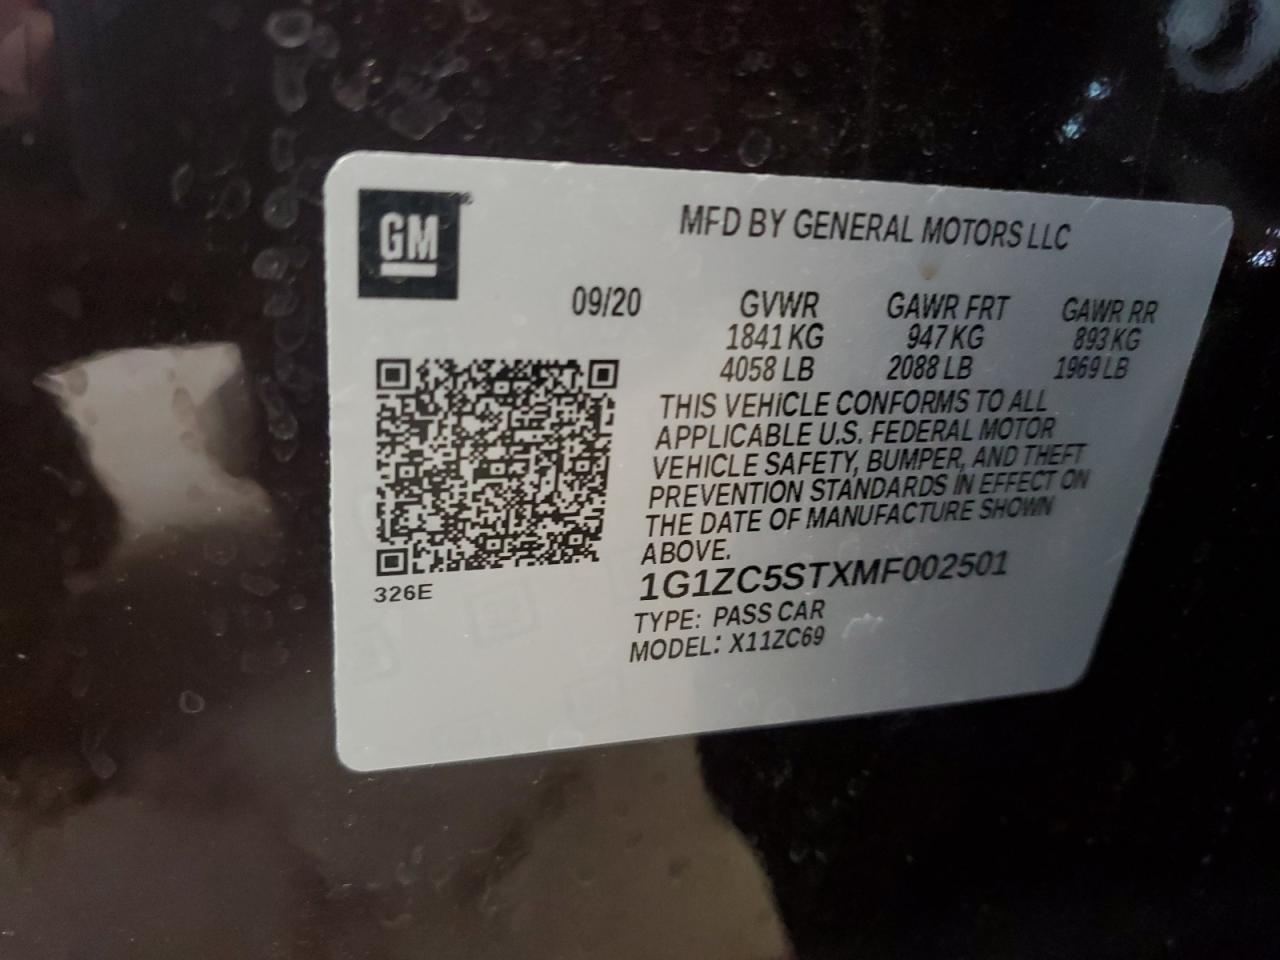 GM
MFD BY GENERAL MOTORS LLC
09/20 GVWR GAWR FRT GAWR RR
1841 KG 947 KG 893 KG
4058 LB 2088 LB 1969 LB
THIS VEHICLE CONFORMS TO ALL
APPLICABLE U.S. FEDERAL MOTOR
VEHICLE SAFETY, BUMPER, AND THEFT
PREVENTION STANDARDS IN EFFECT ON
THE DATE OF MANUFACTURE SHOWN
ABOVE.
1G1ZC5STXMF002501
326E
TYPE: PASS CAR
MODEL: X11ZC69